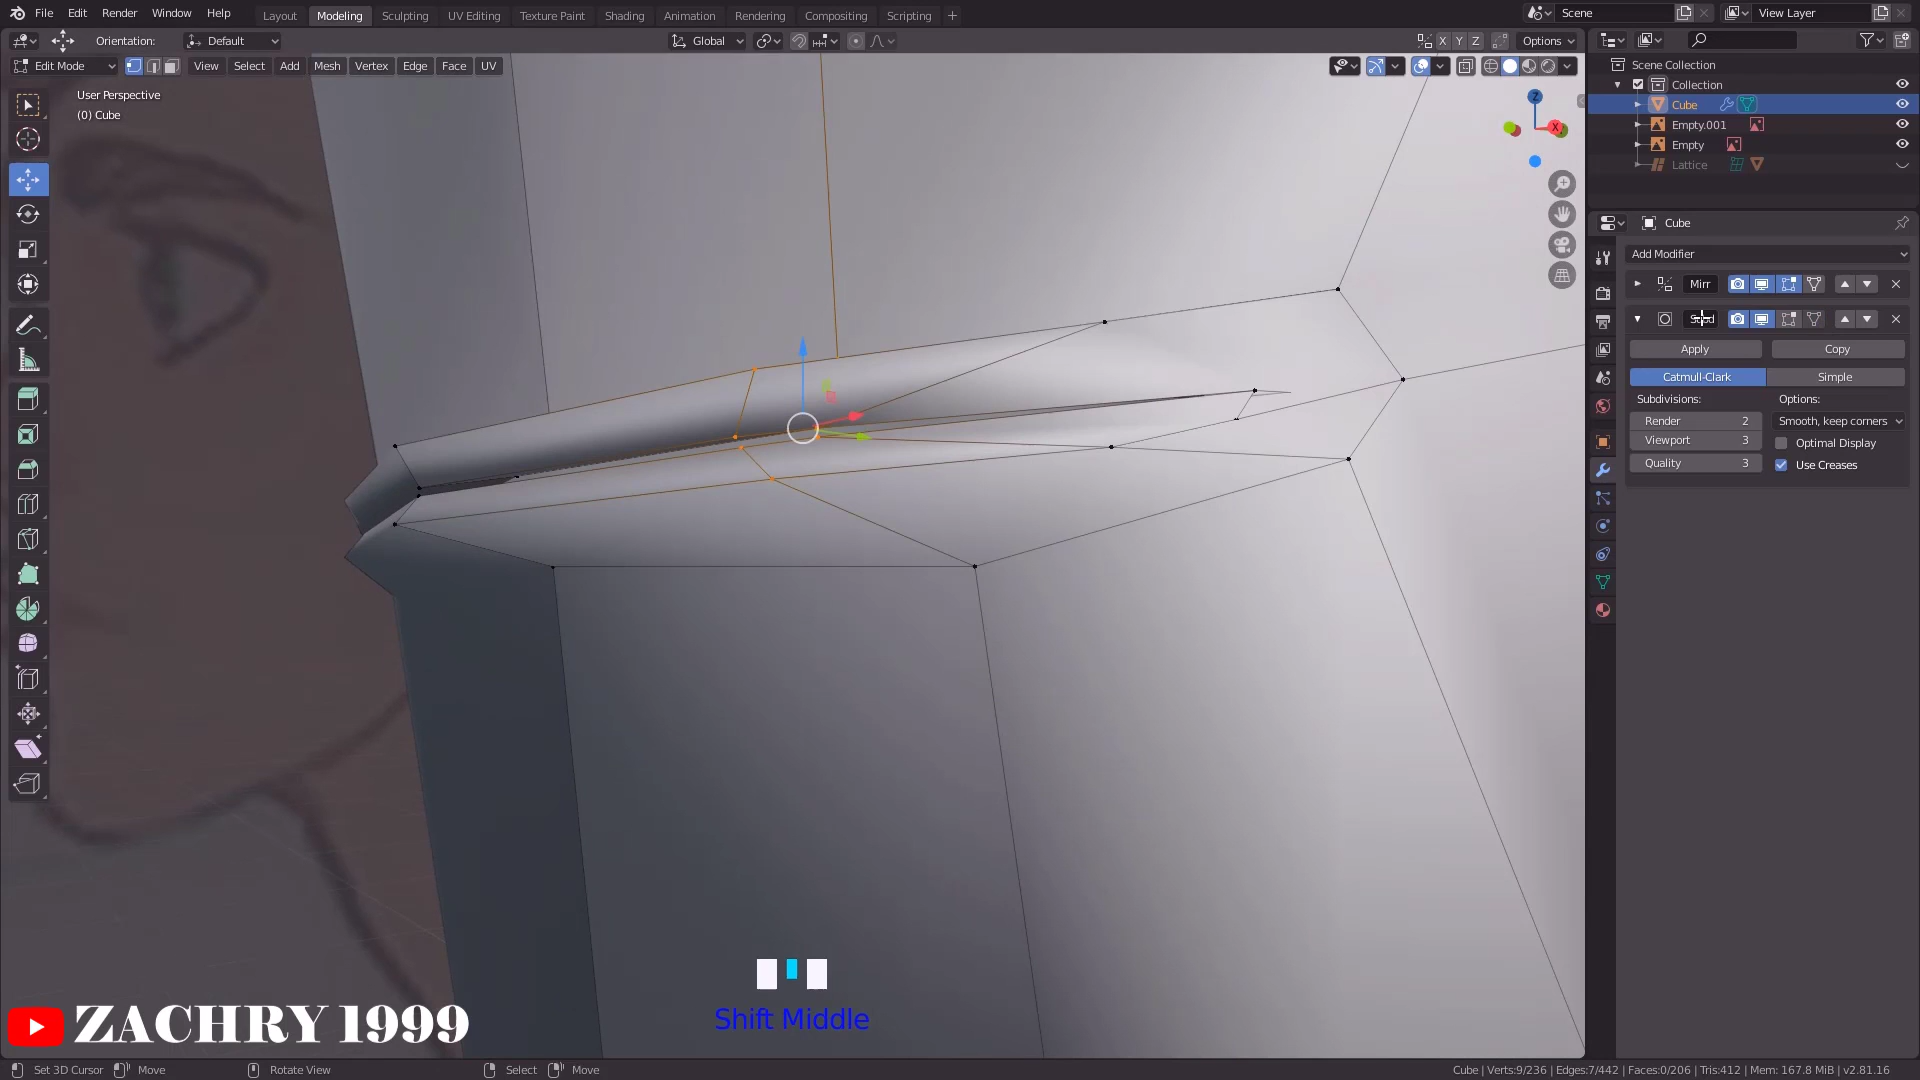 File Edit Render Window Help
Layout Modeling Sculpting UV Editing Texture Paint Shading Animation Rendering Compositing Scripting
Scene
View Layer
Orientation: Default
Global
X Y Z
Options
Edit Mode
View Select Add Mesh Vertex Edge Face UV
User Perspective
(0) Cube
Z
X
Scene Collection
Collection
Cube
Empty.001
Empty
Lattice
Cube
Add Modifier
Mirr
Apply
Copy
Catmull-Clark
Simple
Subdivisions:
Options:
Render 2
Smooth, keep corners
Viewport 3
Optimal Display
Quality 3
Use Creases
Shift Middle
ZACHRY 1999
Set 3D Cursor
Move
Rotate View
Select
Move
Cube | Verts:9/236 | Edges:7/442 | Faces:0/206 | Tris:412 | Mem: 167.8 MiB | v2.81.16